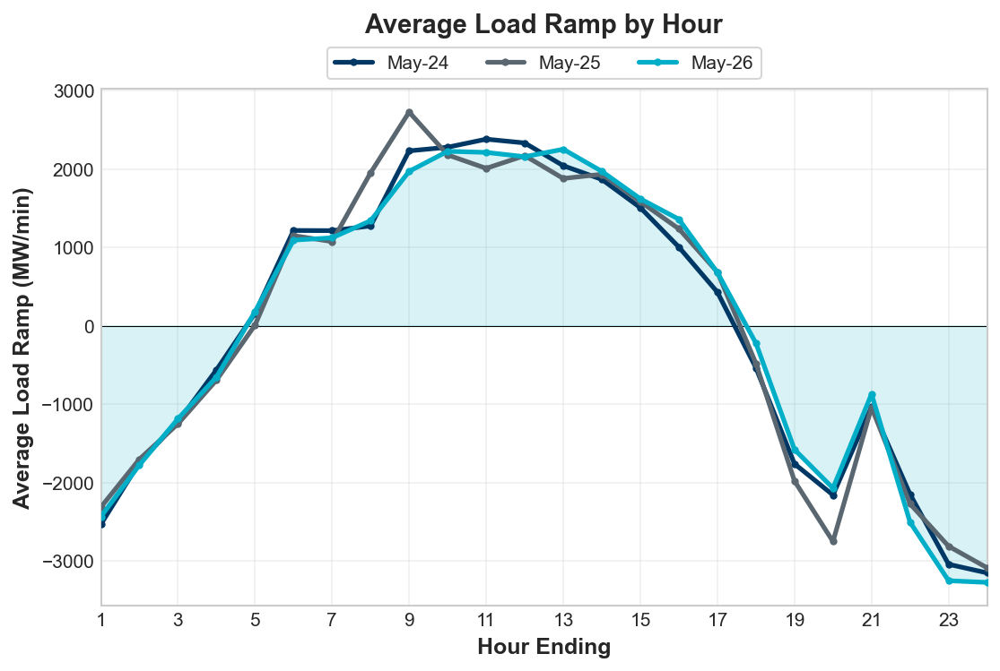 Average Load Ramp by Hour
May-24 May-25 May-26
Average Load Ramp (MW/min)
3000
2000
1000
0
−1000
−2000
−3000
1 3 5 7 9 11 13 15 17 19 21 23
Hour Ending